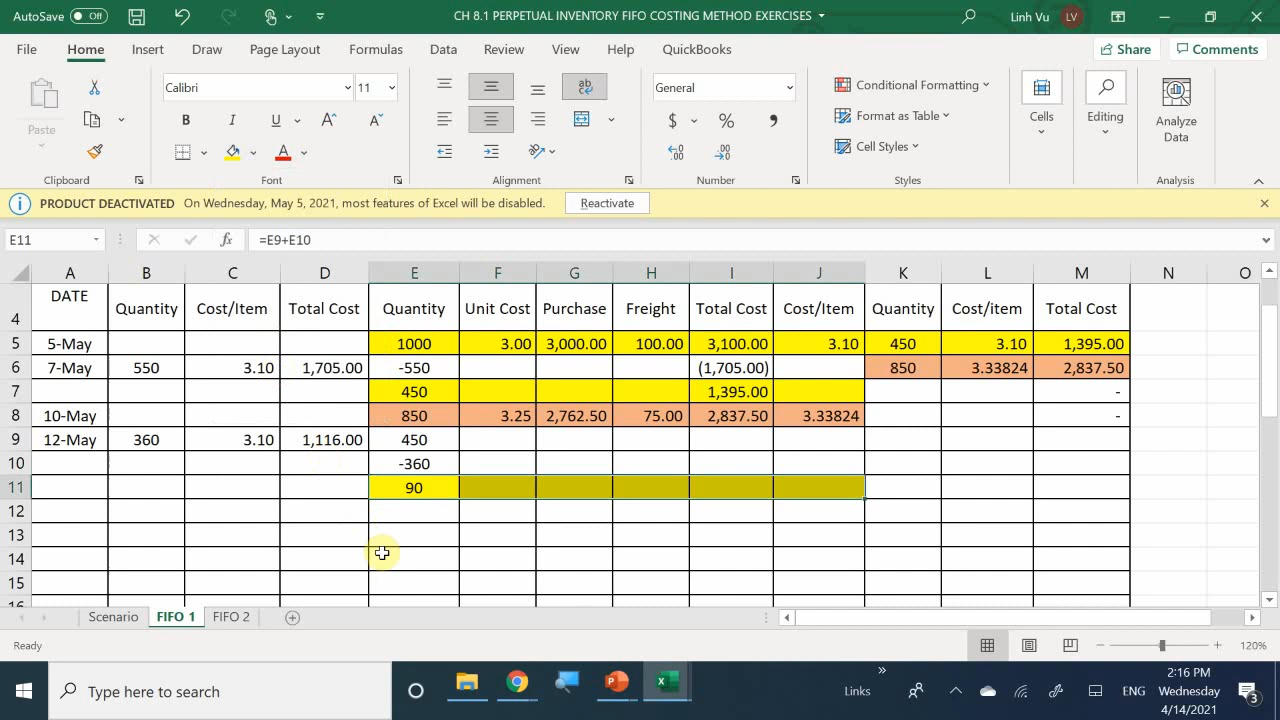 AutoSave Off CH 8.1 PERPETUAL INVENTORY FIFO COSTING METHOD EXERCISES Linh Vu LV
File Home Insert Draw Page Layout Formulas Data Review View Help QuickBooks Share Comments
Paste Calibri 11 B I U A A A ab General $ % , Conditional Formatting Format as Table Cell Styles Cells Editing Analyze Data
Clipboard Font Alignment Number Styles Analysis
PRODUCT DEACTIVATED On Wednesday, May 5, 2021, most features of Excel will be disabled. Reactivate
E11 fx =E9+E10
A B C D E F G H I J K L M N O
4 DATE Quantity Cost/Item Total Cost Quantity Unit Cost Purchase Freight Total Cost Cost/Item Quantity Cost/item Total Cost
5 5-May 1000 3.00 3,000.00 100.00 3,100.00 3.10 450 3.10 1,395.00
6 7-May 550 3.10 1,705.00 -550 (1,705.00) 850 3.33824 2,837.50
7 450 1,395.00 -
8 10-May 850 3.25 2,762.50 75.00 2,837.50 3.33824 -
9 12-May 360 3.10 1,116.00 450
10 -360
11 90
12
13
14
15
16
Scenario FIFO 1 FIFO 2
Ready 120%
Type here to search Links ENG 2:16 PM Wednesday 4/14/2021 3